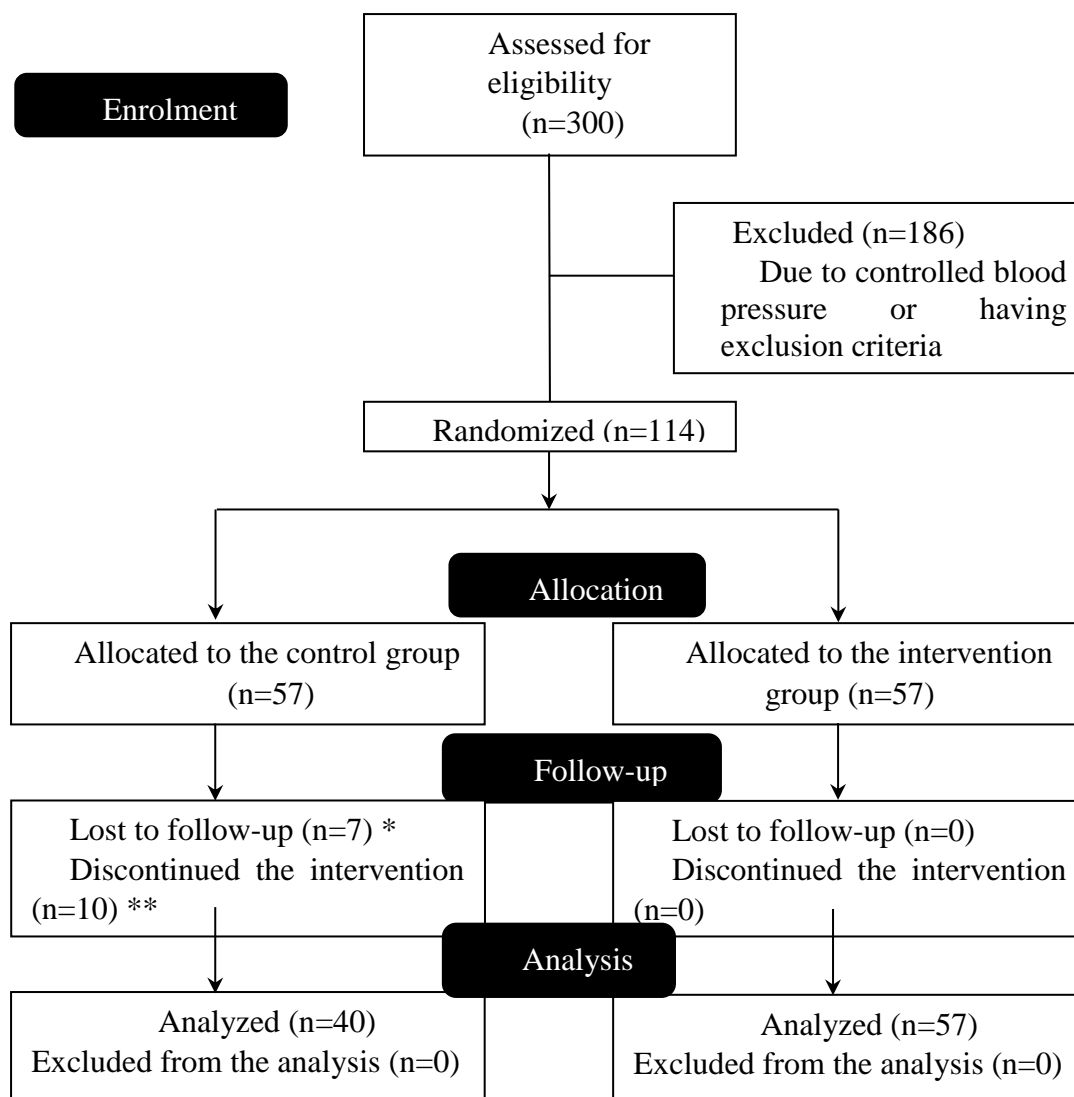 Assessed for
eligibility
(n=300)
Enrolment
Excluded (n=186)
Due to controlled blood
pressure or having
exclusion criteria
Randomized (n=114)
Allocation
Allocated to the control group
(n=57)
Allocated to the intervention
group (n=57)
Follow-up
Lost to follow-up (n=7) *
Discontinued the intervention
(n=10) **
Lost to follow-up (n=0)
Discontinued the intervention
(n=0)
Analysis
Analyzed (n=40)
Excluded from the analysis (n=0)
Analyzed (n=57)
Excluded from the analysis (n=0)